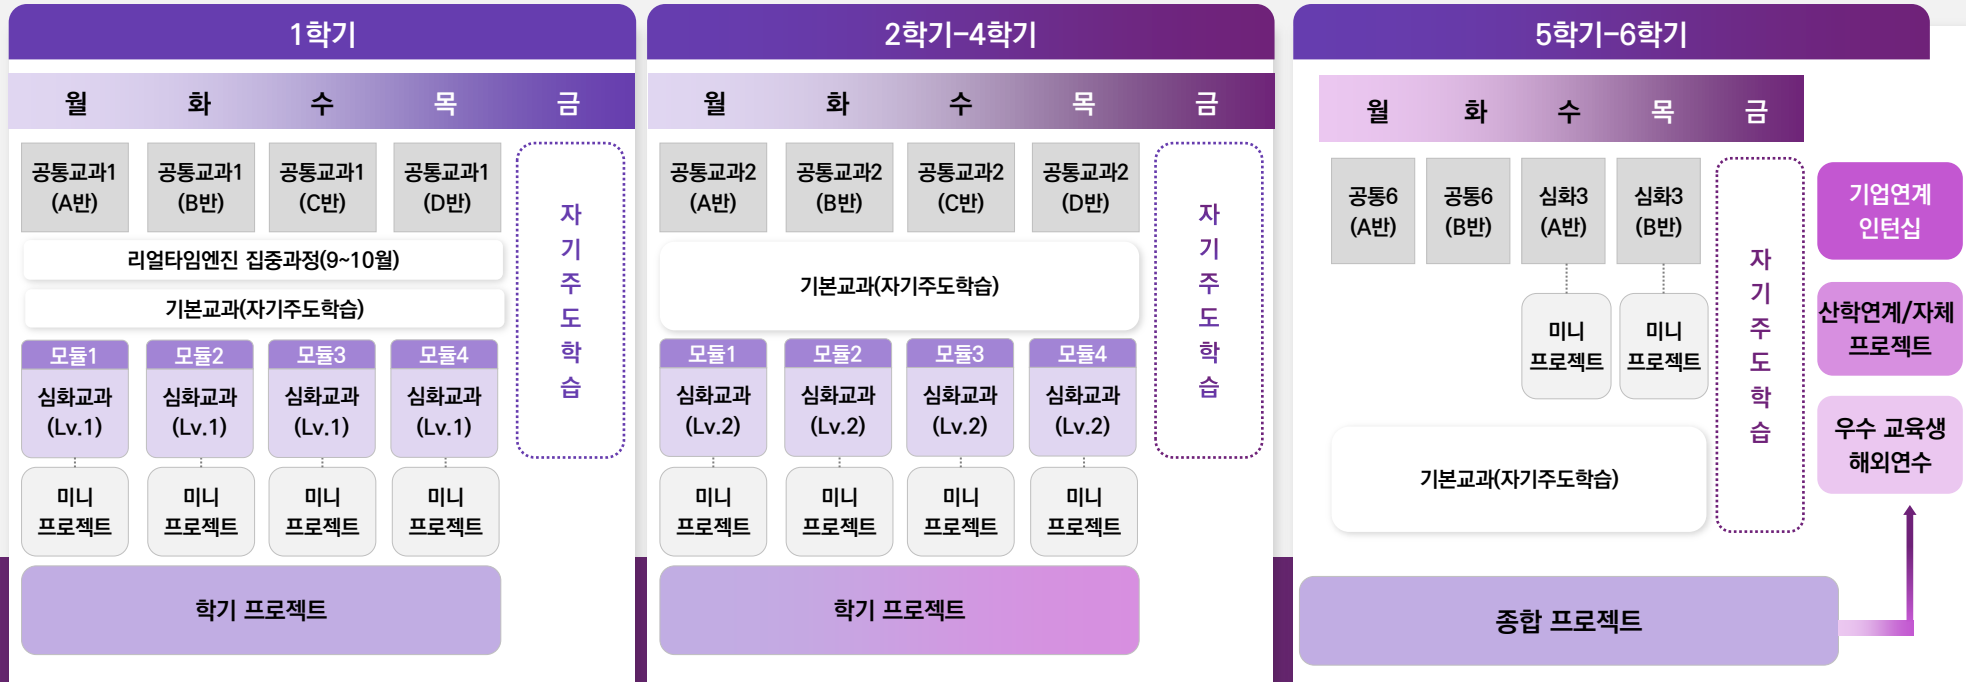 1학기
월 화 수 목 금
공통교과1 공통교과1 공통교과1 공통교과1
(A반) (B반) (C반) (D반)
리얼타임엔진 집중과정(9~10월)
기본교과(자기주도학습)
모듈1 모듈2 모듈3 모듈4
심화교과 심화교과 심화교과 심화교과
(Lv.1) (Lv.1) (Lv.1) (Lv.1)
미니 미니 미니 미니
프로젝트 프로젝트 프로젝트 프로젝트
자
기
주
도
학
습
학기 프로젝트
2학기-4학기
월 화 수 목 금
공통교과2 공통교과2 공통교과2 공통교과2
(A반) (B반) (C반) (D반)
기본교과(자기주도학습)
모듈1 모듈2 모듈3 모듈4
심화교과 심화교과 심화교과 심화교과
(Lv.2) (Lv.2) (Lv.2) (Lv.2)
미니 미니 미니 미니
프로젝트 프로젝트 프로젝트 프로젝트
자
기
주
도
학
습
학기 프로젝트
5학기-6학기
월 화 수 목 금
공통6 공통6 심화3 심화3
(A반) (B반) (A반) (B반)
미니 미니
프로젝트 프로젝트
기본교과(자기주도학습)
자
기
주
도
학
습
종합 프로젝트
기업연계
인턴십
산학연계/자체
프로젝트
우수 교육생
해외연수